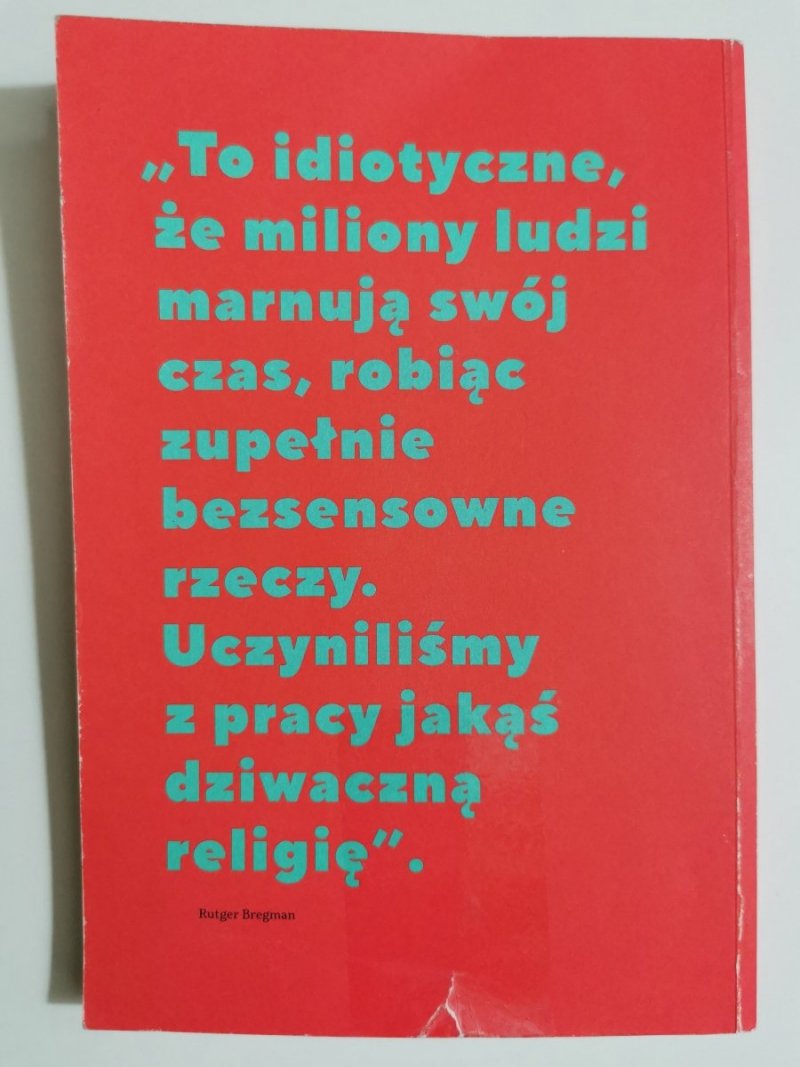 „To idiotyczne,
że miliony ludzi
marnują swój
czas, robiąc
zupełnie
bezsensowne
rzeczy.
Uczyniliśmy
z pracy jakąś
dziwaczną
religię”.
Rutger Bregman